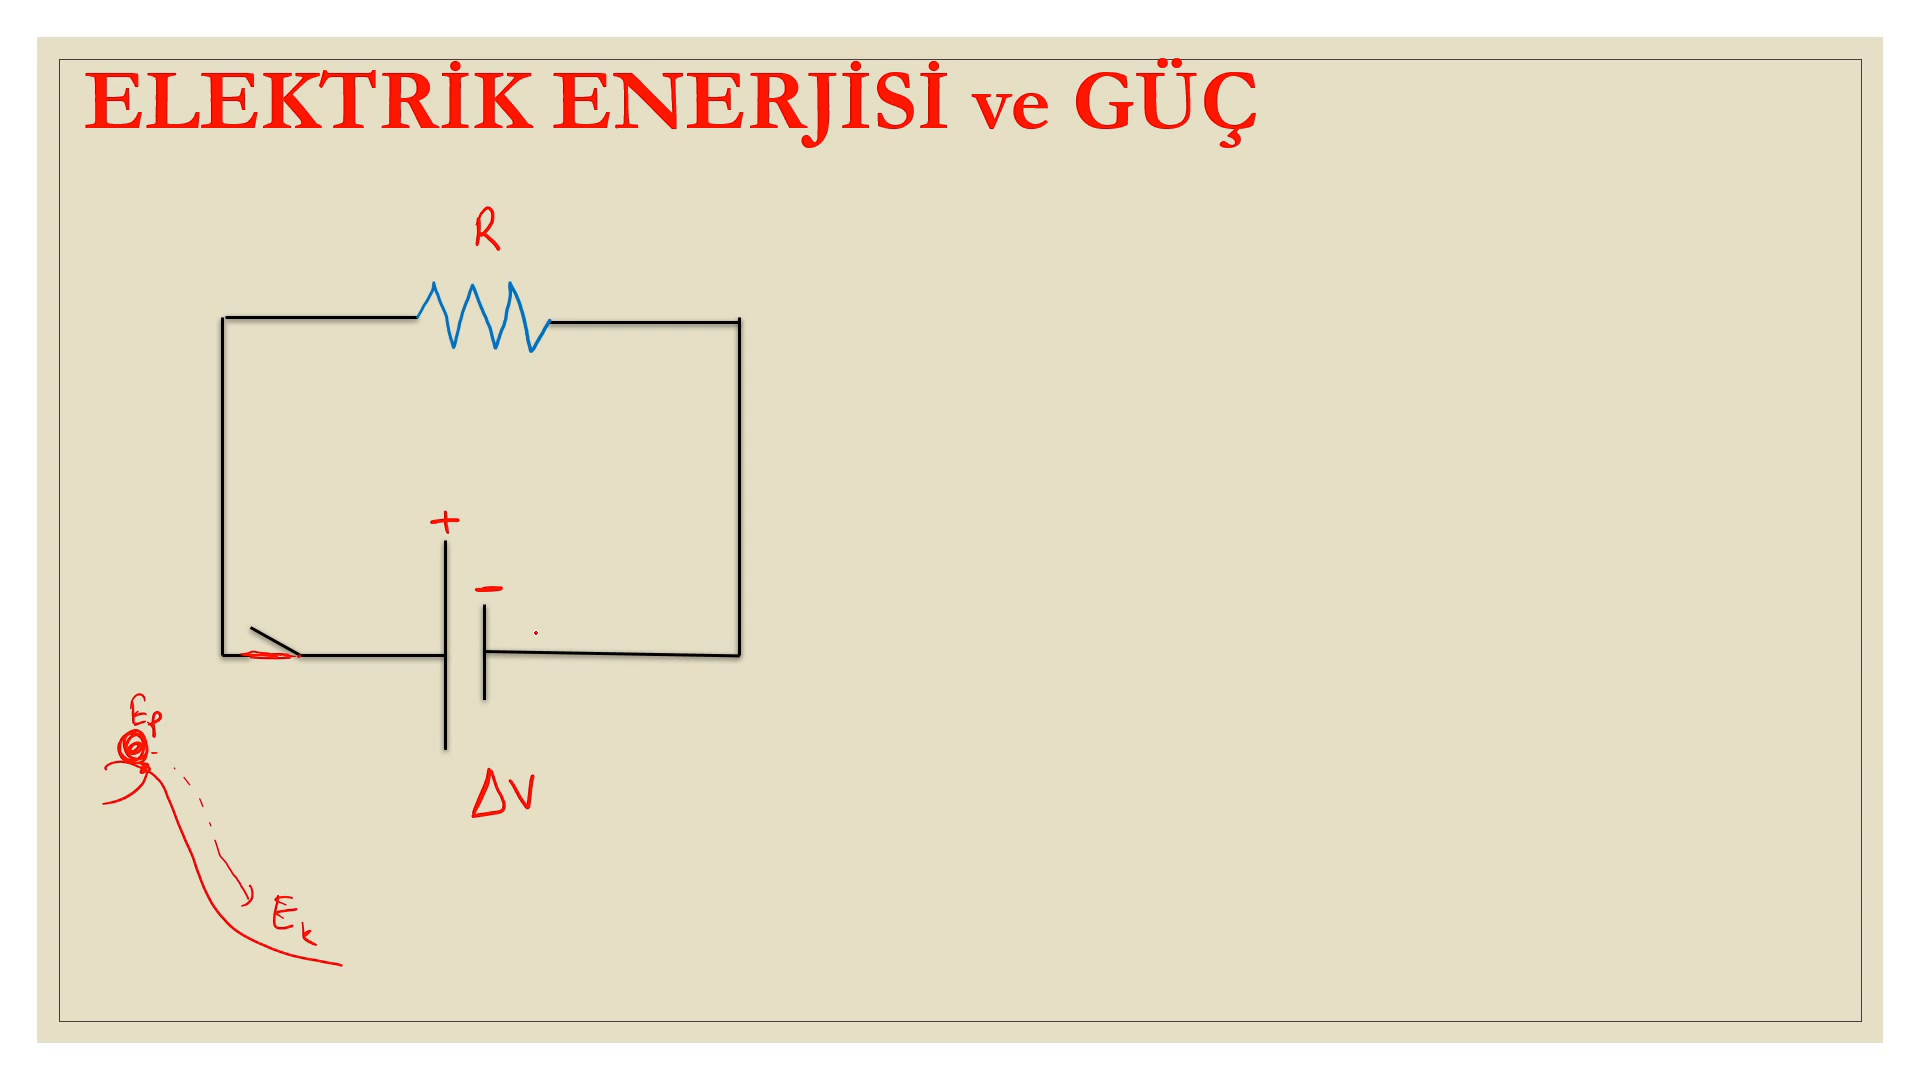 ELEKTRİK ENERJİSİ ve GÜÇ
R
+
-
Ep
ΔV
Ek